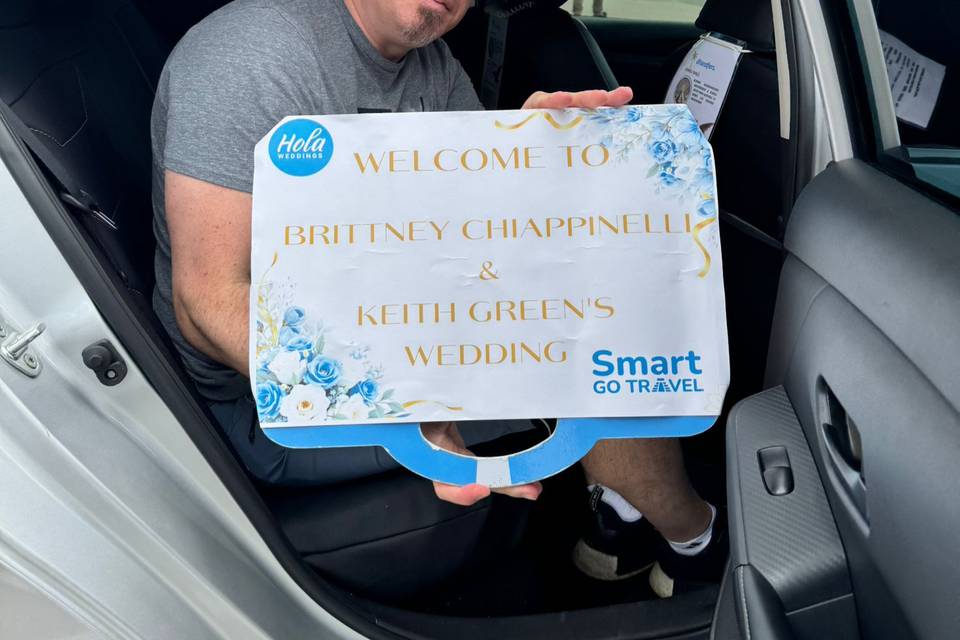 Hola
WEDDINGS
WELCOME TO
BRITTNEY CHIAPPINELLI
&
KEITH GREEN'S
WEDDING
Smart
GO TRAVEL